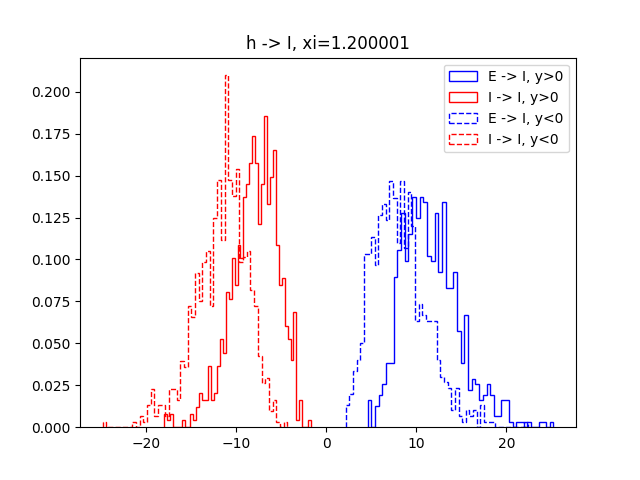 h -> I, xi=1.200001
E -> I, y>0
I -> I, y>0
E -> I, y<0
I -> I, y<0
0.200
0.175
0.150
0.125
0.100
0.075
0.050
0.025
0.000
−20 −10 0 10 20